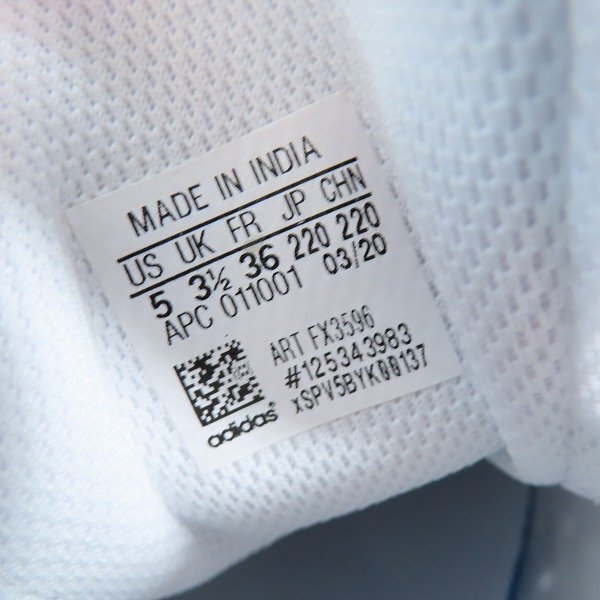 MADE IN INDIA
US UK FR JP CHN
5 3½ 36 220 220
APC 011001 03/20
ART FX3596
#125343983
xSPV5BYK00137
adidas